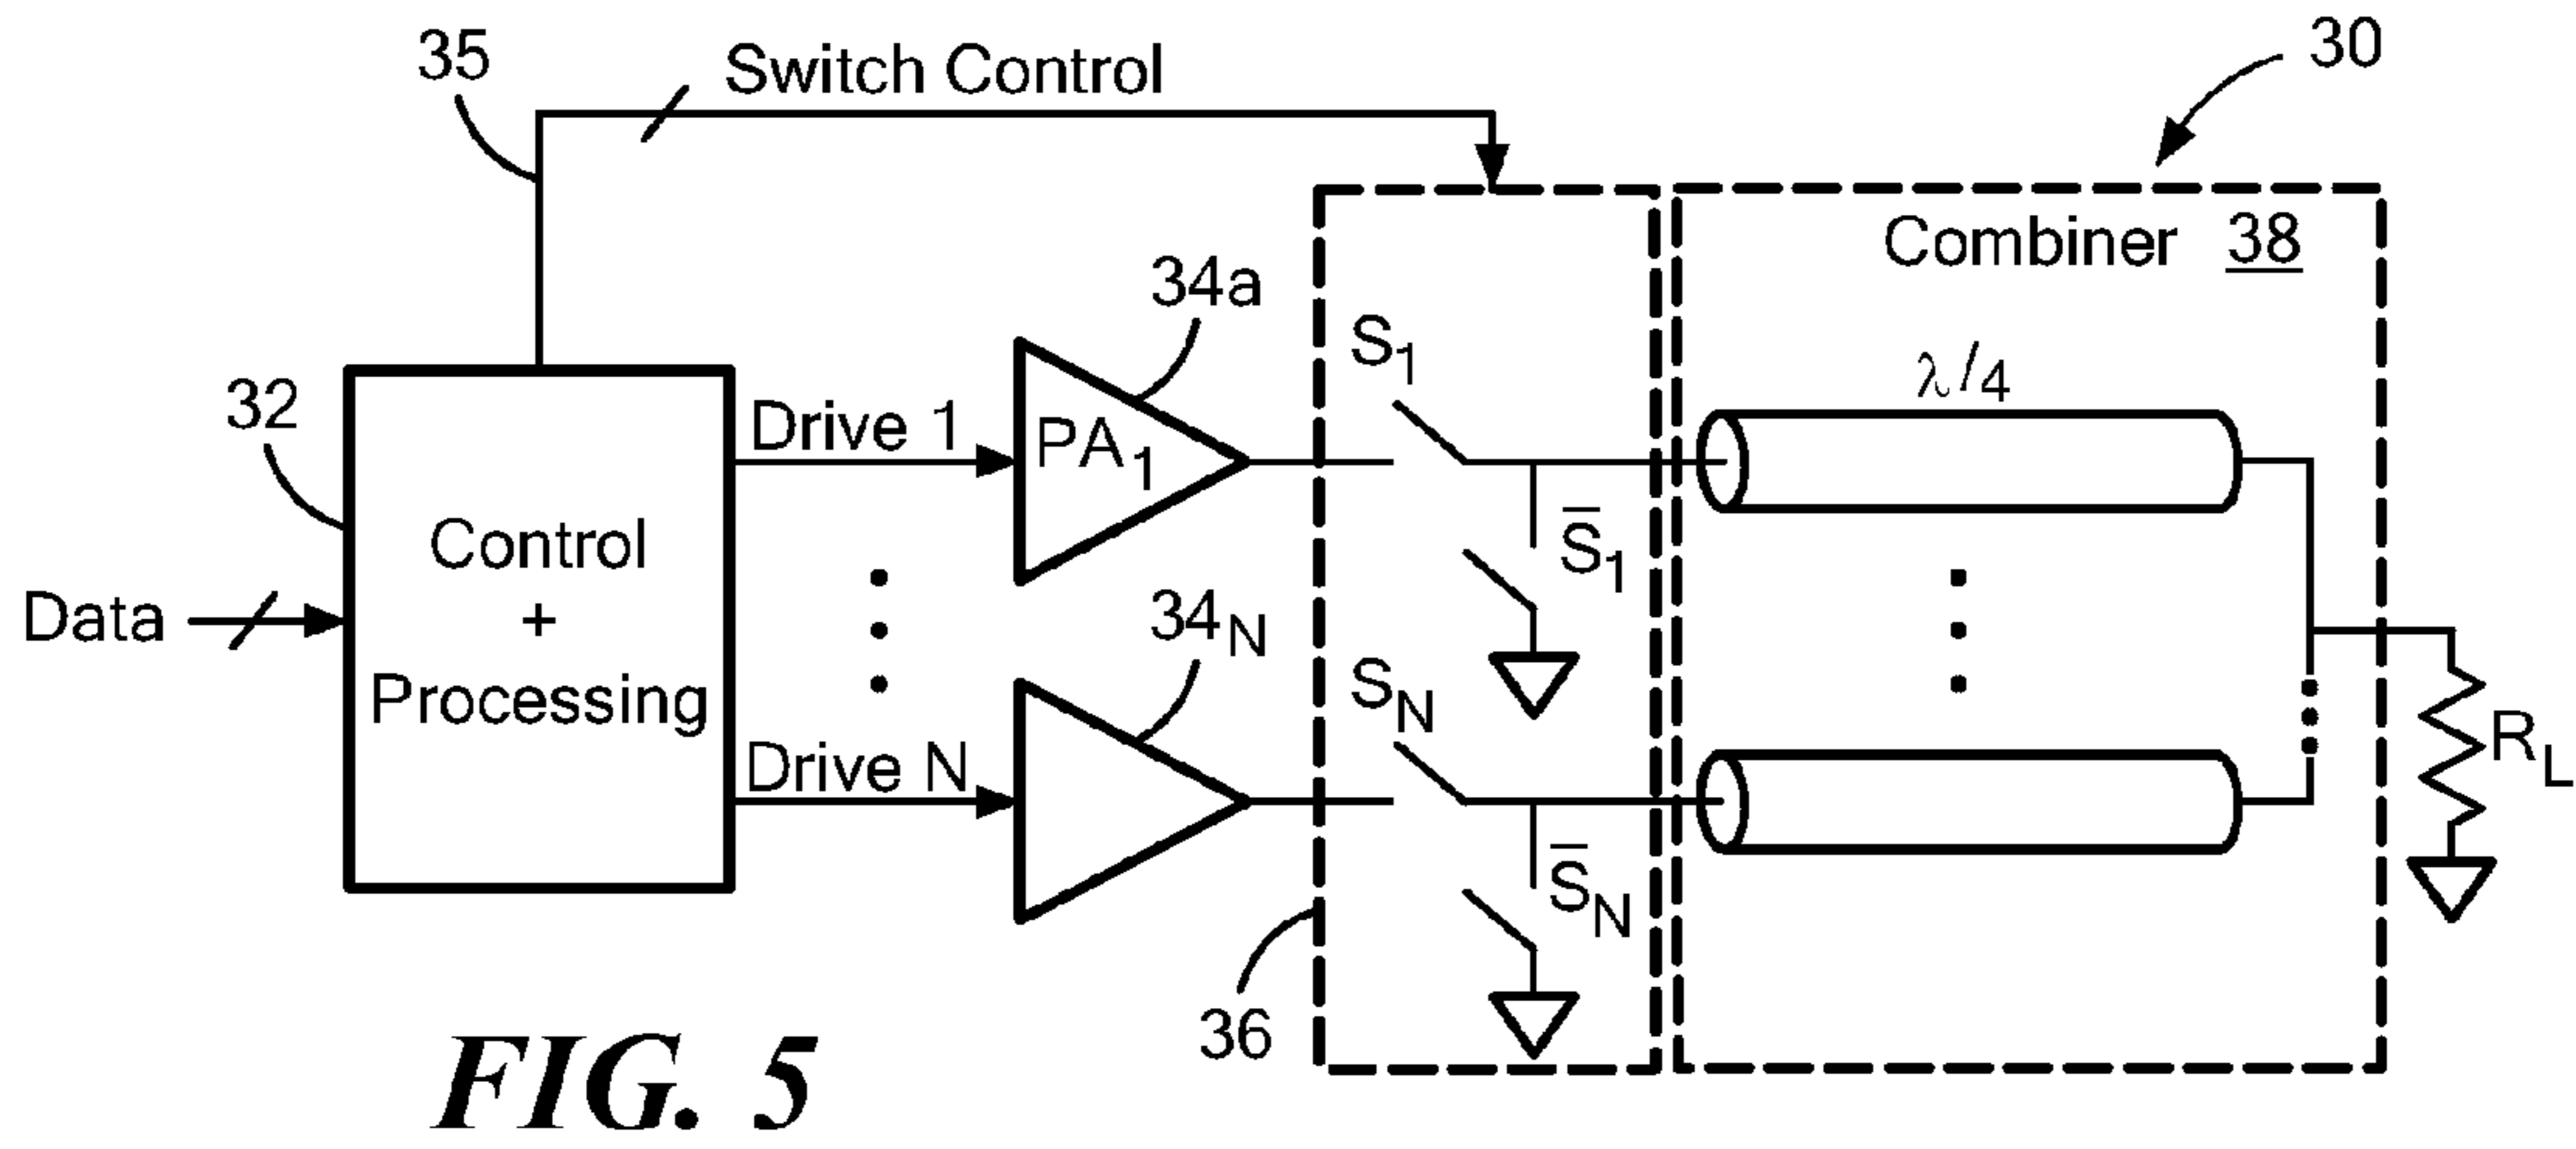 35
Switch Control
30
Combiner 38
34a
S1
λ/4
32
Drive 1
PA1
Control
+
Processing
S̄1
Data
34N
SN
RL
Drive N
S̄N
36
FIG. 5